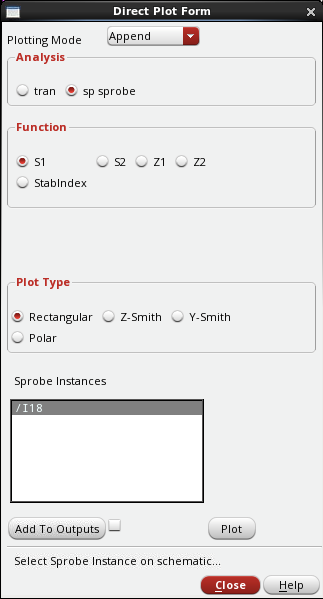 Direct Plot Form
Plotting Mode Append
Analysis
tran sp sprobe
Function
S1 S2 Z1 Z2
StabIndex
Plot Type
Rectangular Z-Smith Y-Smith
Polar
Sprobe Instances
/I18
Add To Outputs Plot
Select Sprobe Instance on schematic...
Close Help